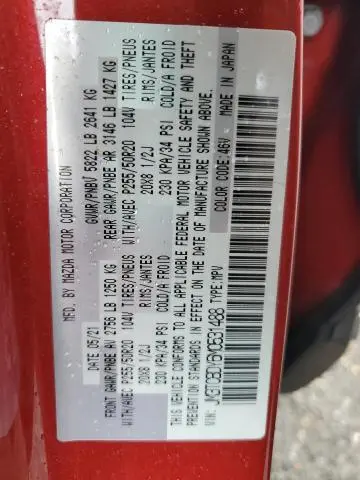 MFD. BY MAZDA MOTOR CORPORATION
DATE 05/21 GVWR/PNBV 5822 LB 2641 KG
FRONT GAWR/PNBE AV 2756 LB 1250 KG REAR GAWR/PNBE AR 3146 LB 1427 KG
WITH/AVEC P255/50R20 104V TIRES/PNEUS WITH/AVEC P255/50R20 104V TIRES/PNEUS
20X8 1/2J RIMS/JANTES 20X8 1/2J RIMS/JANTES
230 KPA/34 PSI COLD/A FROID 230 KPA/34 PSI COLD/A FROID
THIS VEHICLE CONFORMS TO ALL APPLICABLE FEDERAL MOTOR VEHICLE SAFETY AND THEFT
PREVENTION STANDARDS IN EFFECT ON THE DATE OF MANUFACTURE SHOWN ABOVE.
JM3TCBDY6N0531488 TYPE:MPV COLOR CODE:46V MADE IN JAPAN